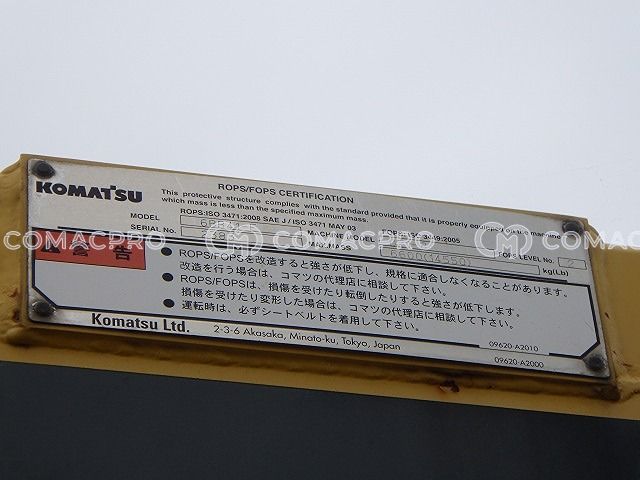 KOMATSU
ROPS/FOPS CERTIFICATION
This protective structure complies with the standard provided that it is properly equipped on the machine
which mass is less than the specified maximum mass.
ROPS:ISO 3471:2008 SAE J / ISO 3471 MAY 03
FOPS:ISO 3449:2005
MODEL
SERIAL NO.
MACHINE MODEL
MAX.MASS
6600(14550)
kg(Lb)
FOPS LEVEL No.
2
警告
● ROPS/FOPSを改造すると強さが低下し、規格に適合しなくなることがあります。
改造を行う場合は、コマツの代理店に相談して下さい。
● ROPS/FOPSは、損傷を受けたり転倒したりすると強さが低下します。
損傷を受けたり変形した場合は、コマツの代理店に相談して下さい。
● 運転時は、必ずシートベルトを着用して下さい。
Komatsu Ltd.
2-3-6 Akasaka, Minato-ku, Tokyo, Japan
09620-A2010
09620-A2000
COMACPRO
COMACPRO
COMACPRO
COMACPRO
COMACPRO
COMACPRO